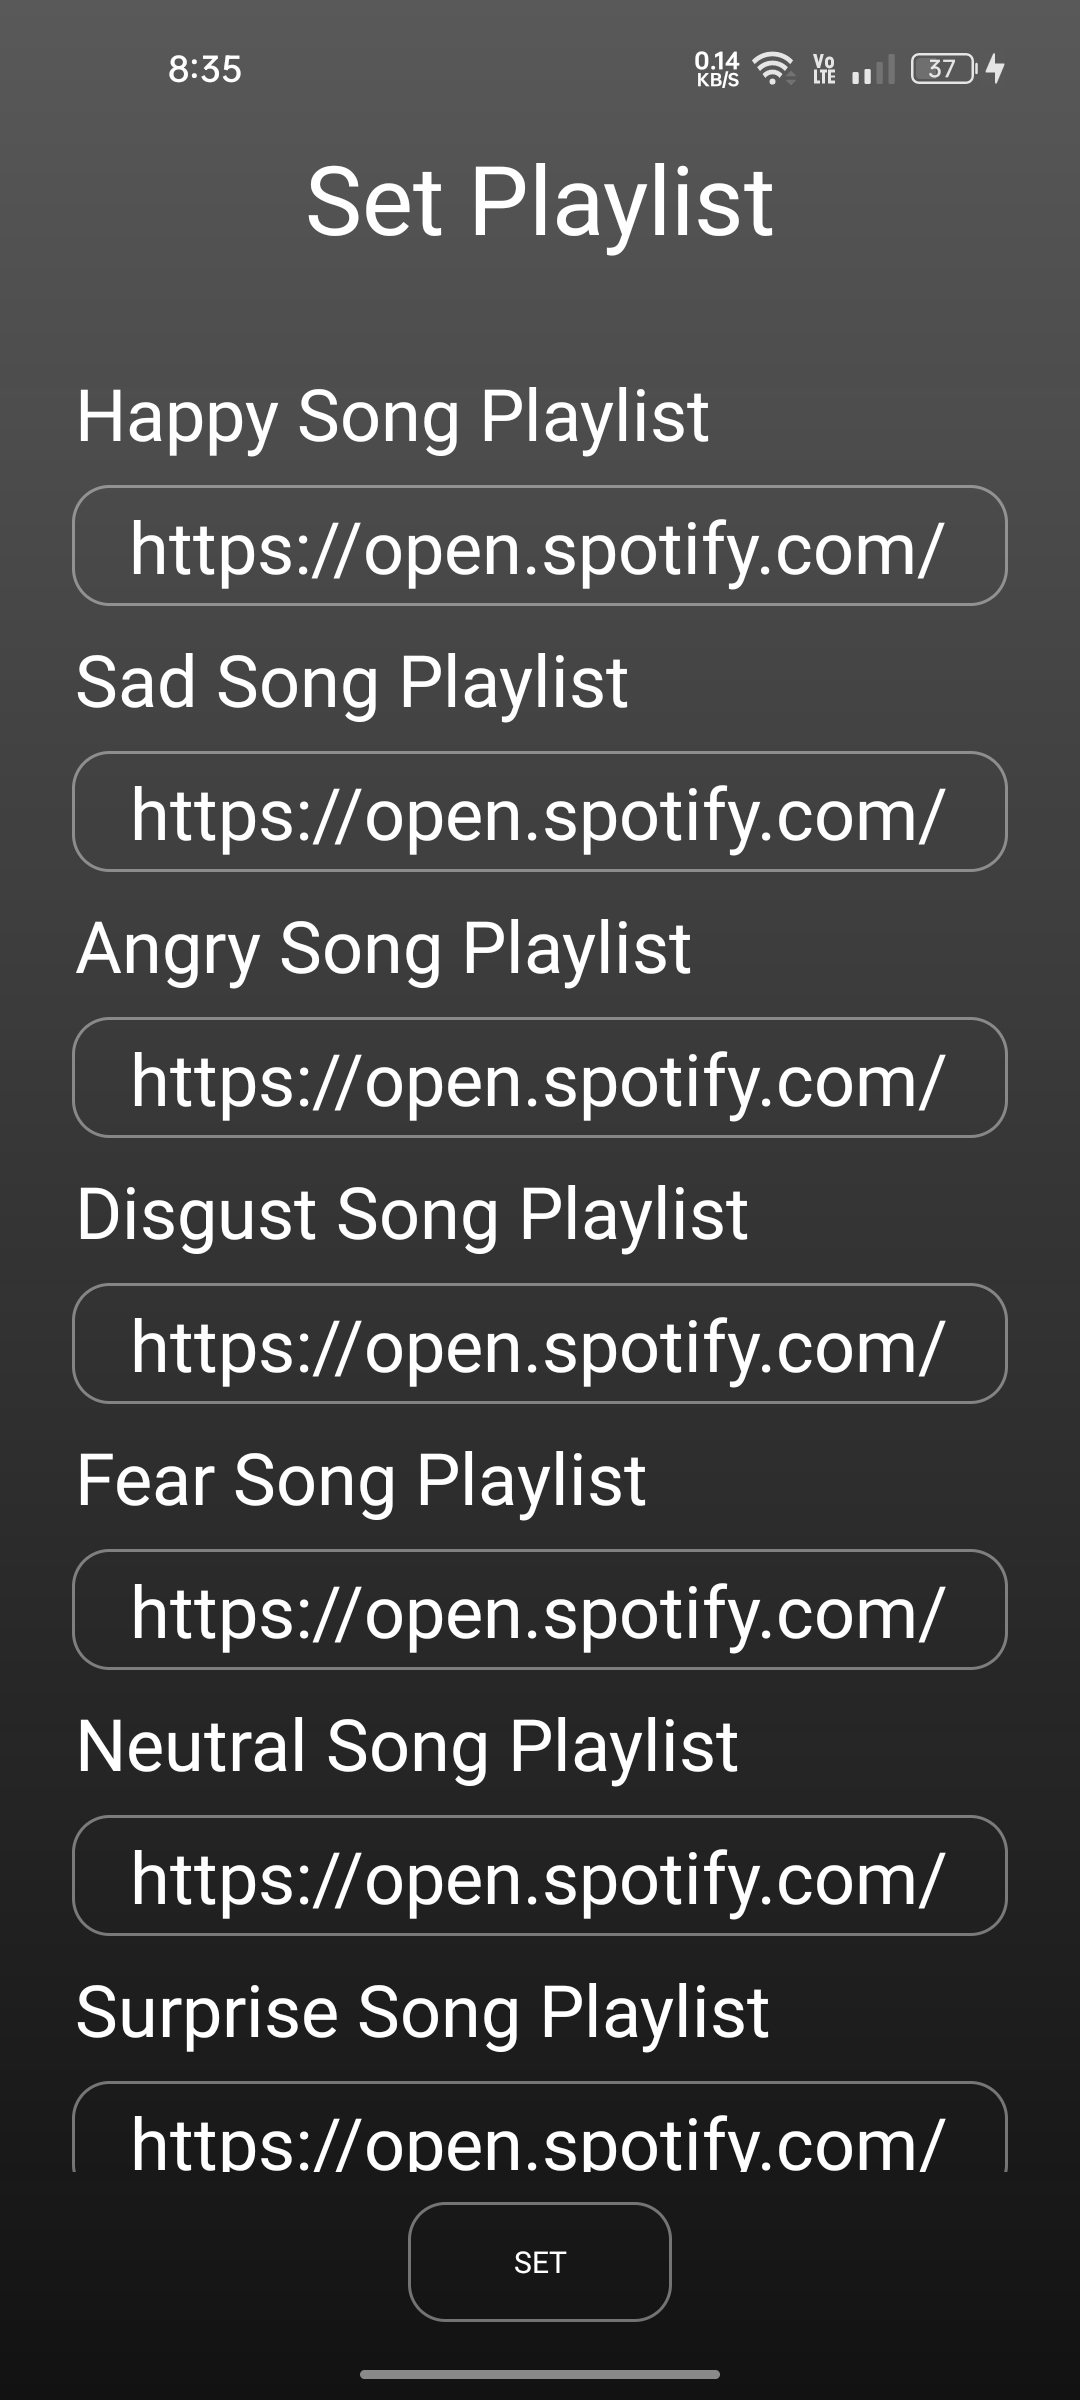 8:35 0.14 KB/S Vo LTE 37
Set Playlist
Happy Song Playlist
https://open.spotify.com/
Sad Song Playlist
https://open.spotify.com/
Angry Song Playlist
https://open.spotify.com/
Disgust Song Playlist
https://open.spotify.com/
Fear Song Playlist
https://open.spotify.com/
Neutral Song Playlist
https://open.spotify.com/
Surprise Song Playlist
https://open.spotify.com/
SET